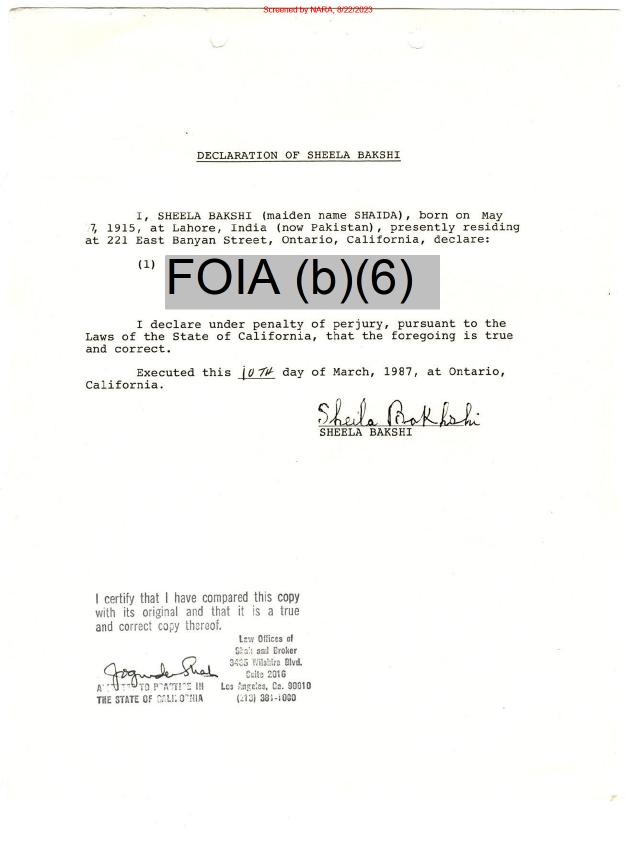 Screened by NARA, 8/22/2023
DECLARATION OF SHEELA BAKSHI
I, SHEELA BAKSHI (maiden name SHAIDA), born on May
7, 1915, at Lahore, India (now Pakistan), presently residing
at 221 East Banyan Street, Ontario, California, declare:
(1) FOIA (b)(6)
I declare under penalty of perjury, pursuant to the
Laws of the State of California, that the foregoing is true
and correct.
Executed this 10TH day of March, 1987, at Ontario,
California.
Sheila Bakhshi
SHEELA BAKSHI
I certify that I have compared this copy
with its original and that it is a true
and correct copy thereof.
Law Offices of
Shah and Broker
3435 Wilshire Blvd.
Suite 2016
Los Angeles, Ca. 90010
(213) 381-1000
Joginder Shah
TO PRACTICE IN
THE STATE OF CALIFORNIA